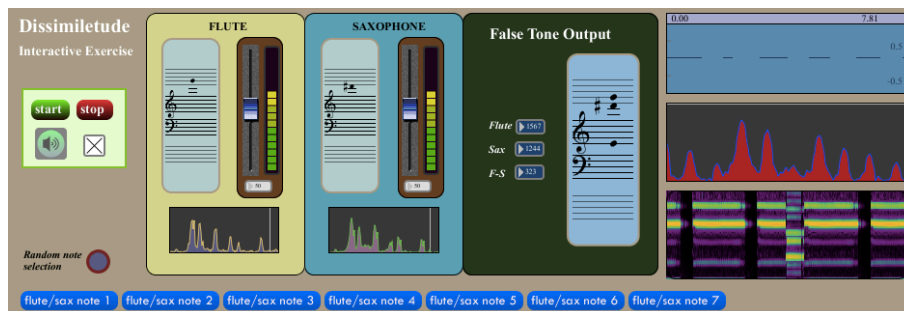 Dissimiletude
Interactive Exercise
start
stop
Random note
selection
FLUTE
50
SAXOPHONE
50
False Tone Output
Flute 1567
Sax 1244
F-S 323
0.00 7.81
0.5
-0.5
flute/sax note 1
flute/sax note 2
flute/sax note 3
flute/sax note 4
flute/sax note 5
flute/sax note 6
flute/sax note 7